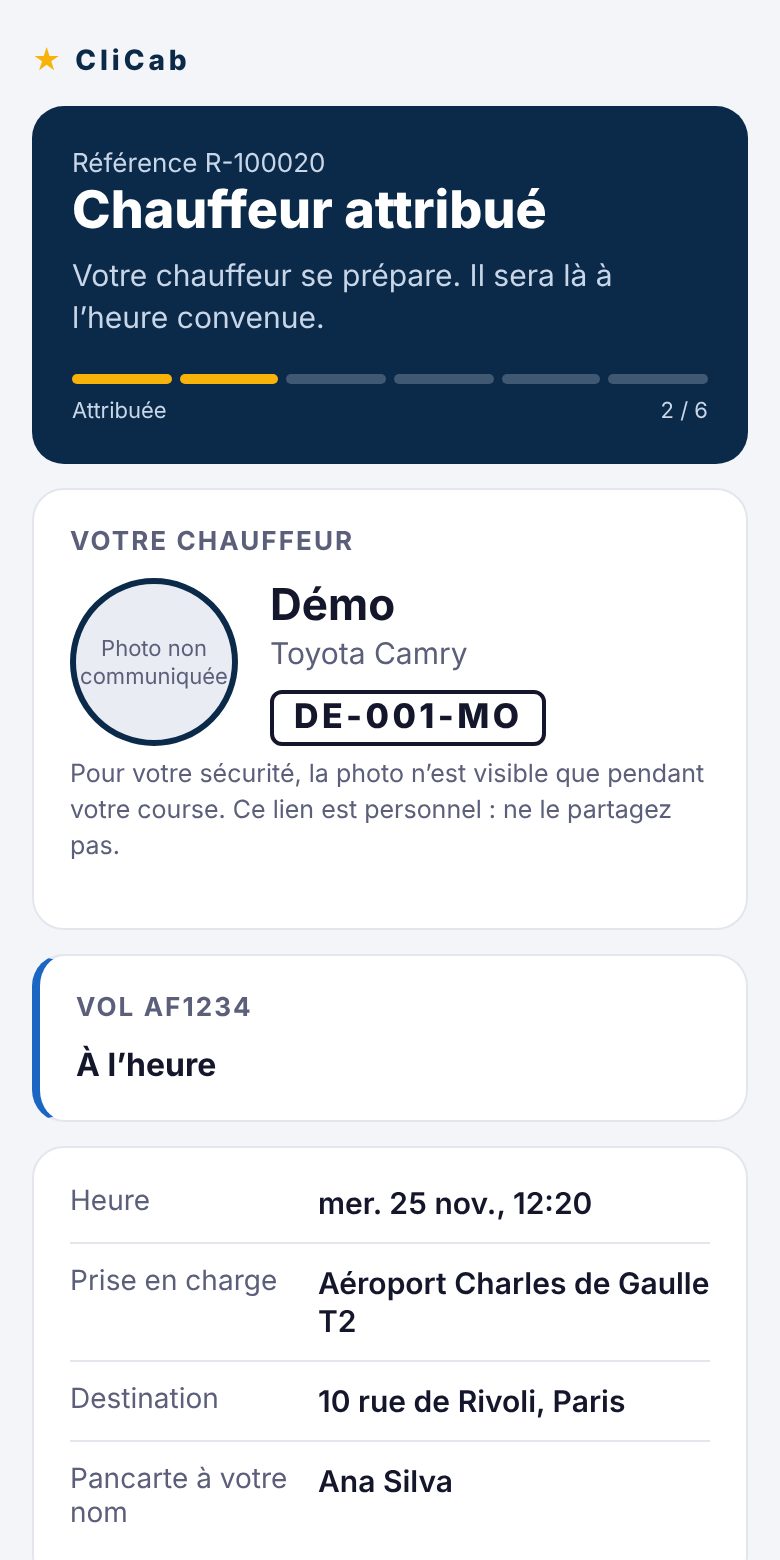 ★ CliCab
Référence R-100020
Chauffeur attribué
Votre chauffeur se prépare. Il sera là à
l’heure convenue.
Attribuée 2 / 6
VOTRE CHAUFFEUR
Photo non
communiquée
Démo
Toyota Camry
DE-001-MO
Pour votre sécurité, la photo n’est visible que pendant
votre course. Ce lien est personnel : ne le partagez
pas.
VOL AF1234
À l’heure
Heure mer. 25 nov., 12:20
Prise en charge Aéroport Charles de Gaulle
T2
Destination 10 rue de Rivoli, Paris
Pancarte à votre Ana Silva
nom